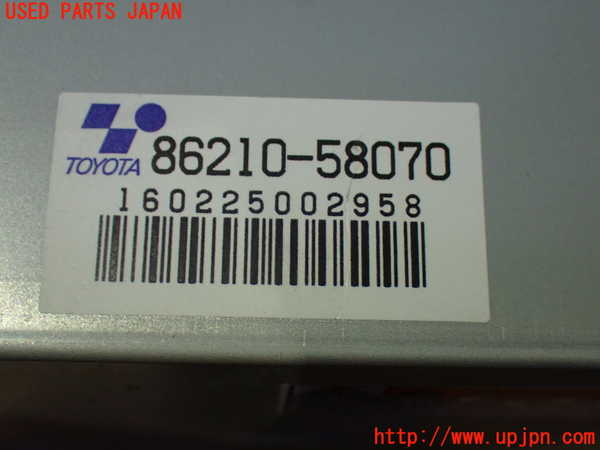 USED PARTS JAPAN
TOYOTA 86210-58070
160225002958
http://www.upjpn.com/